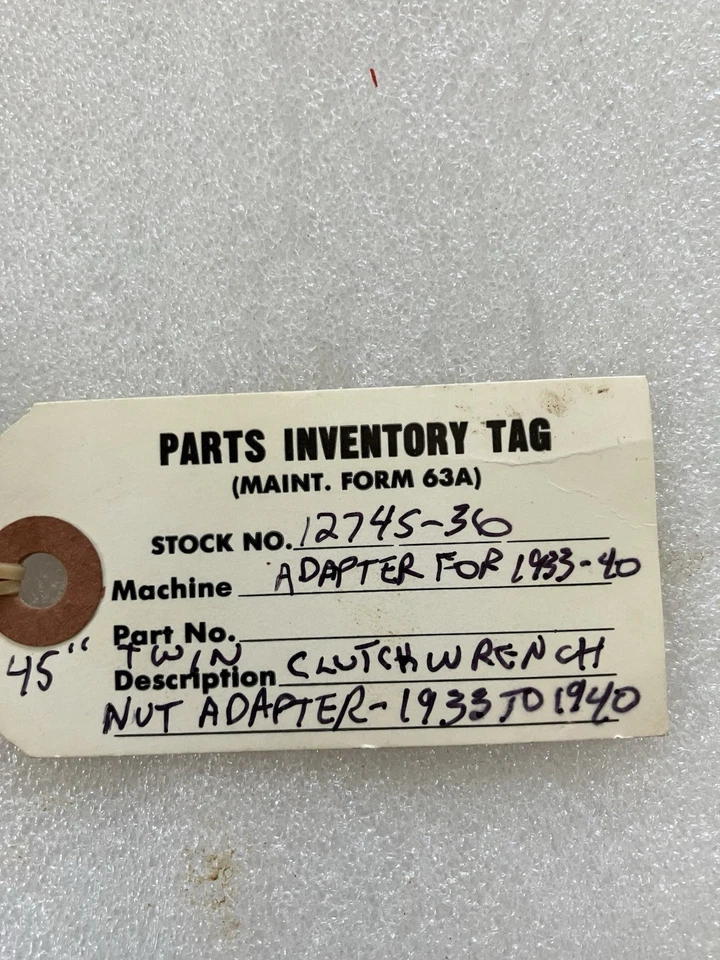 PARTS INVENTORY TAG
(MAINT. FORM 63A)
STOCK NO. 12745-36
Machine ADAPTER FOR 1933-40
Part No.
45" TWIN
Description CLUTCH WRENCH
NUT ADAPTER-1933 TO 1940